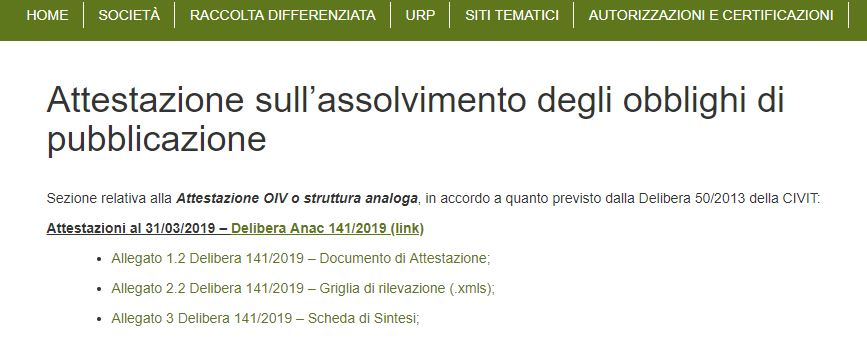 HOME SOCIETÀ RACCOLTA DIFFERENZIATA URP SITI TEMATICI AUTORIZZAZIONI E CERTIFICAZIONI
Attestazione sull’assolvimento degli obblighi di
pubblicazione
Sezione relativa alla Attestazione OIV o struttura analoga, in accordo a quanto previsto dalla Delibera 50/2013 della CIVIT:
Attestazioni al 31/03/2019 – Delibera Anac 141/2019 (link)
• Allegato 1.2 Delibera 141/2019 – Documento di Attestazione;
• Allegato 2.2 Delibera 141/2019 – Griglia di rilevazione (.xmls);
• Allegato 3 Delibera 141/2019 – Scheda di Sintesi;